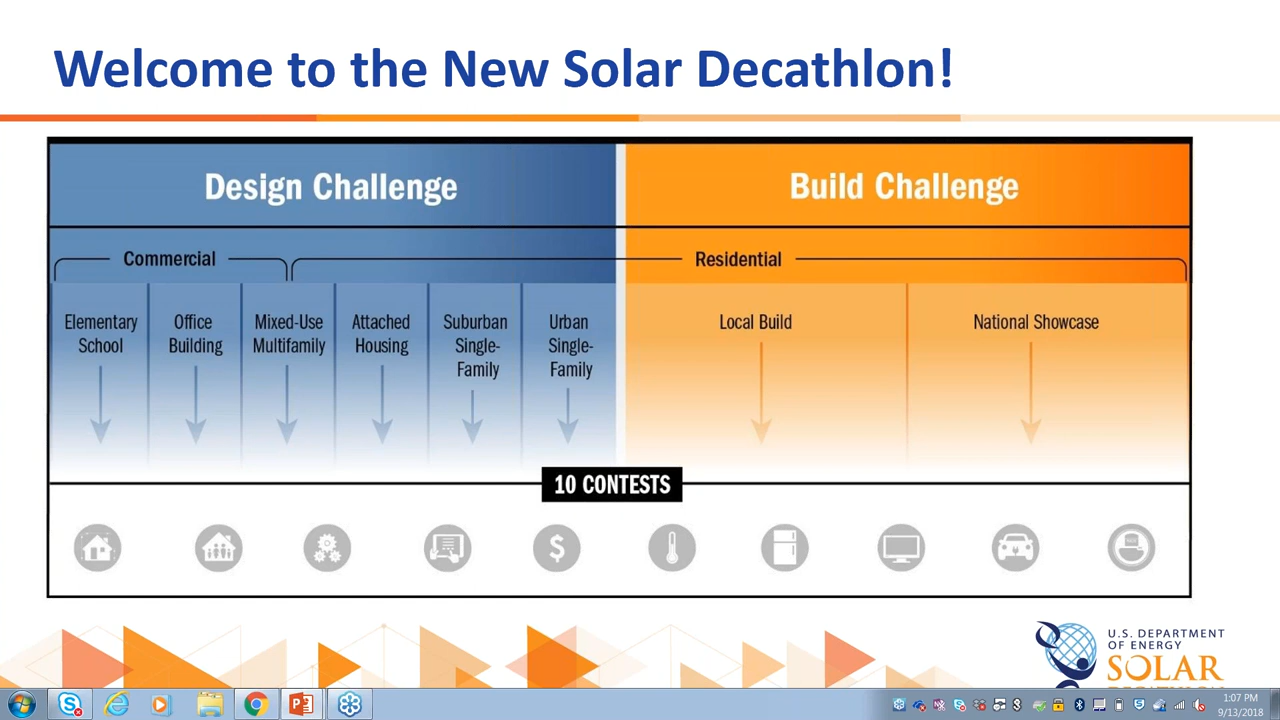 Welcome to the New Solar Decathlon!
Design Challenge
Build Challenge
Commercial
Residential
Elementary
School
Office
Building
Mixed-Use
Multifamily
Attached
Housing
Suburban
Single-
Family
Urban
Single-
Family
Local Build
National Showcase
10 CONTESTS
$
U.S. DEPARTMENT
OF ENERGY
SOLAR
1:07 PM
9/13/2018